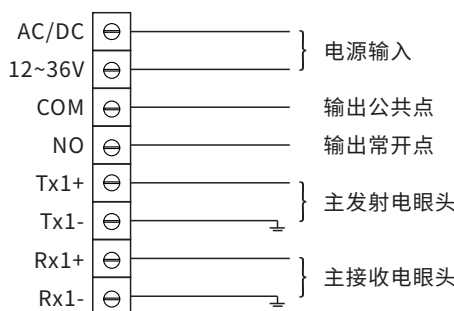 AC/DC
12~36V
电源输入
COM 输出公共点
NO 输出常开点
Tx1+
Tx1-
主发射电眼头
Rx1+
Rx1-
主接收电眼头